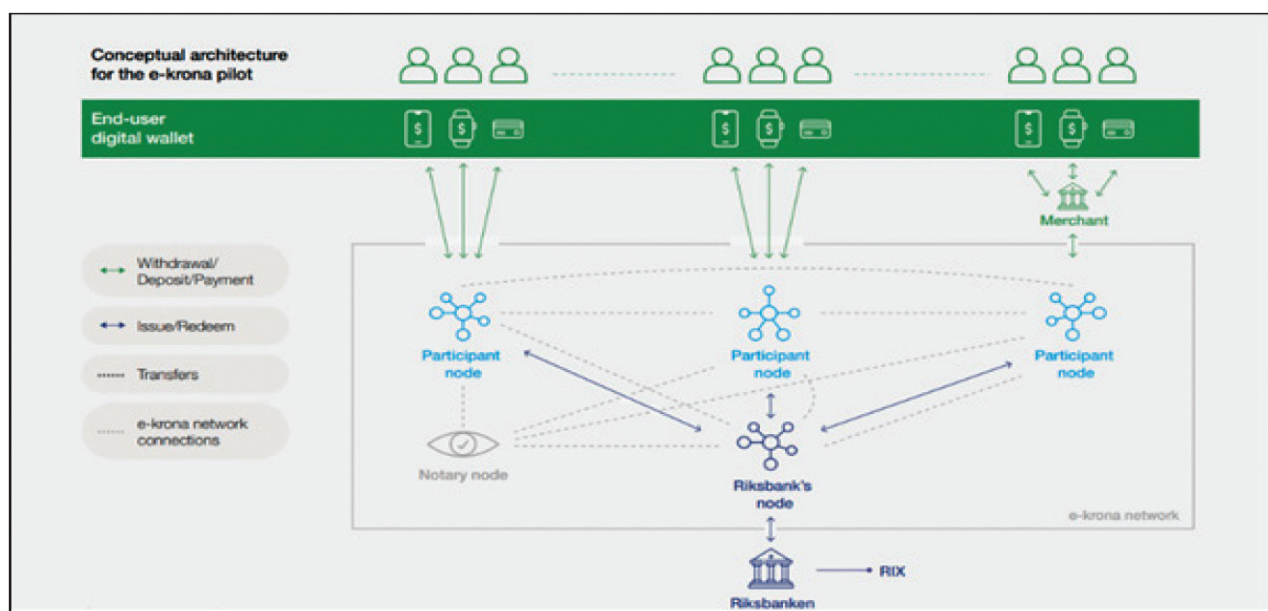 Conceptual architecture
for the e-krona pilot
End-user
digital wallet
$
$
$
$
$
$
Merchant
Withdrawal/
Deposit/Payment
Issue/Redeem
Transfers
e-krona network
connections
Participant
node
Participant
node
Participant
node
Notary node
Riksbank's
node
e-krona network
RIX
Riksbanken